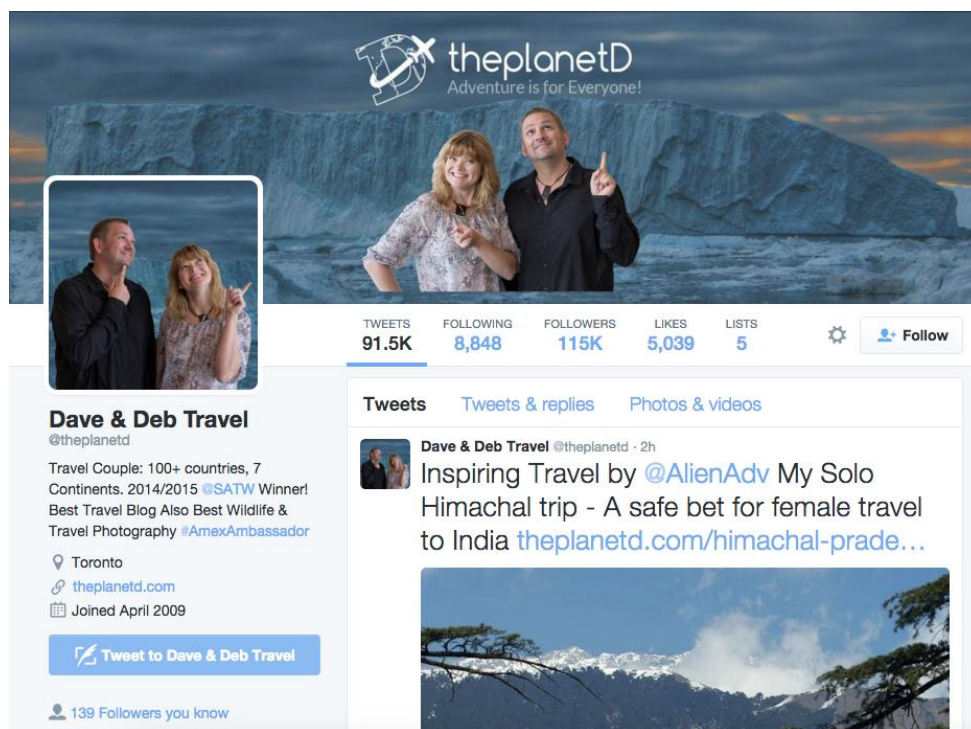 theplanetD
Adventure is for Everyone!
TWEETS
91.5K
FOLLOWING
8,848
FOLLOWERS
115K
LIKES
5,039
LISTS
5
Follow
Dave & Deb Travel
@theplanetd
Travel Couple: 100+ countries, 7
Continents. 2014/2015 @SATW Winner!
Best Travel Blog Also Best Wildlife &
Travel Photography #AmexAmbassador
Toronto
theplanetd.com
Joined April 2009
Tweet to Dave & Deb Travel
139 Followers you know
Tweets Tweets & replies Photos & videos
Dave & Deb Travel @theplanetd · 2h
Inspiring Travel by @AlienAdv My Solo
Himachal trip - A safe bet for female travel
to India theplanetd.com/himachal-prade…